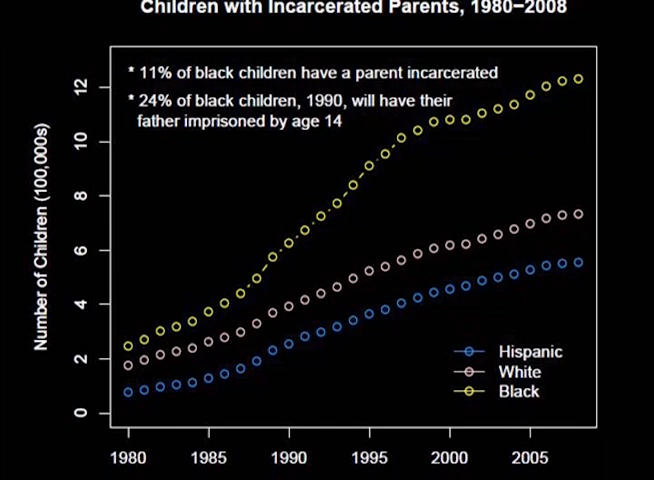 Children with Incarcerated Parents, 1980−2008
* 11% of black children have a parent incarcerated
* 24% of black children, 1990, will have their
father imprisoned by age 14
Number of Children (100,000s)
12
10
8
6
4
2
0
Hispanic
White
Black
1980 1985 1990 1995 2000 2005